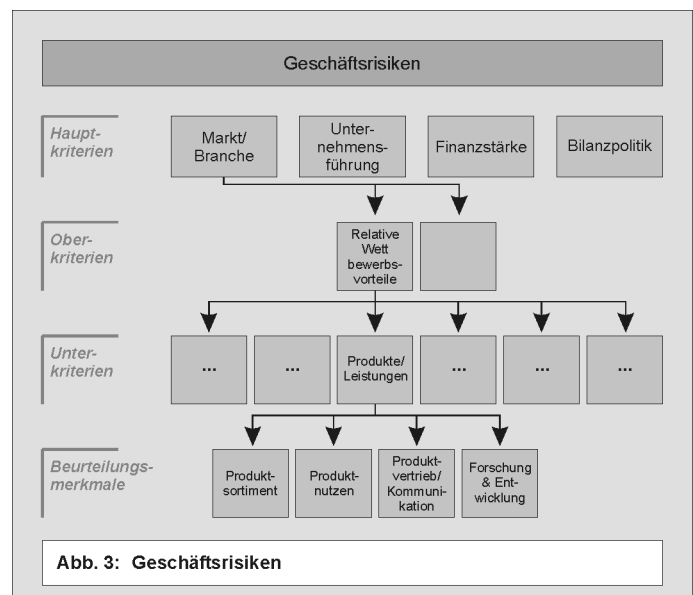 Geschäftsrisiken
Haupt-
kriterien
Markt/
Branche
Unter-
nehmens-
führung
Finanzstärke
Bilanzpolitik
Ober-
kriterien
Relative
Wett
bewerbs-
vorteile
Unter-
kriterien
...
...
Produkte/
Leistungen
...
...
...
Beurteilungs-
merkmale
Produkt-
sortiment
Produkt-
nutzen
Produkt-
vertrieb/
Kommuni-
kation
Forschung
& Ent-
wicklung
Abb. 3: Geschäftsrisiken